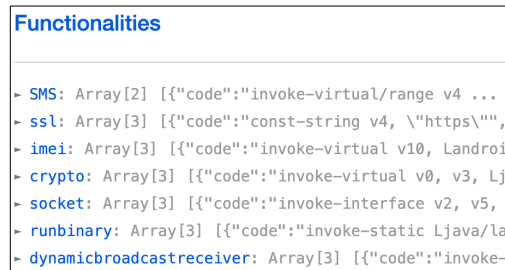 Functionalities
► SMS: Array[2] [{"code":"invoke-virtual/range v4 ...
► ssl: Array[3] [{"code":"const-string v4, \"https\"",
► imei: Array[3] [{"code":"invoke-virtual v10, Landroi
► crypto: Array[3] [{"code":"invoke-virtual v0, v3, Lj
► socket: Array[3] [{"code":"invoke-interface v2, v5,
► runbinary: Array[3] [{"code":"invoke-static Ljava/la
► dynamicbroadcastreceiver: Array[3] [{"code":"invoke-